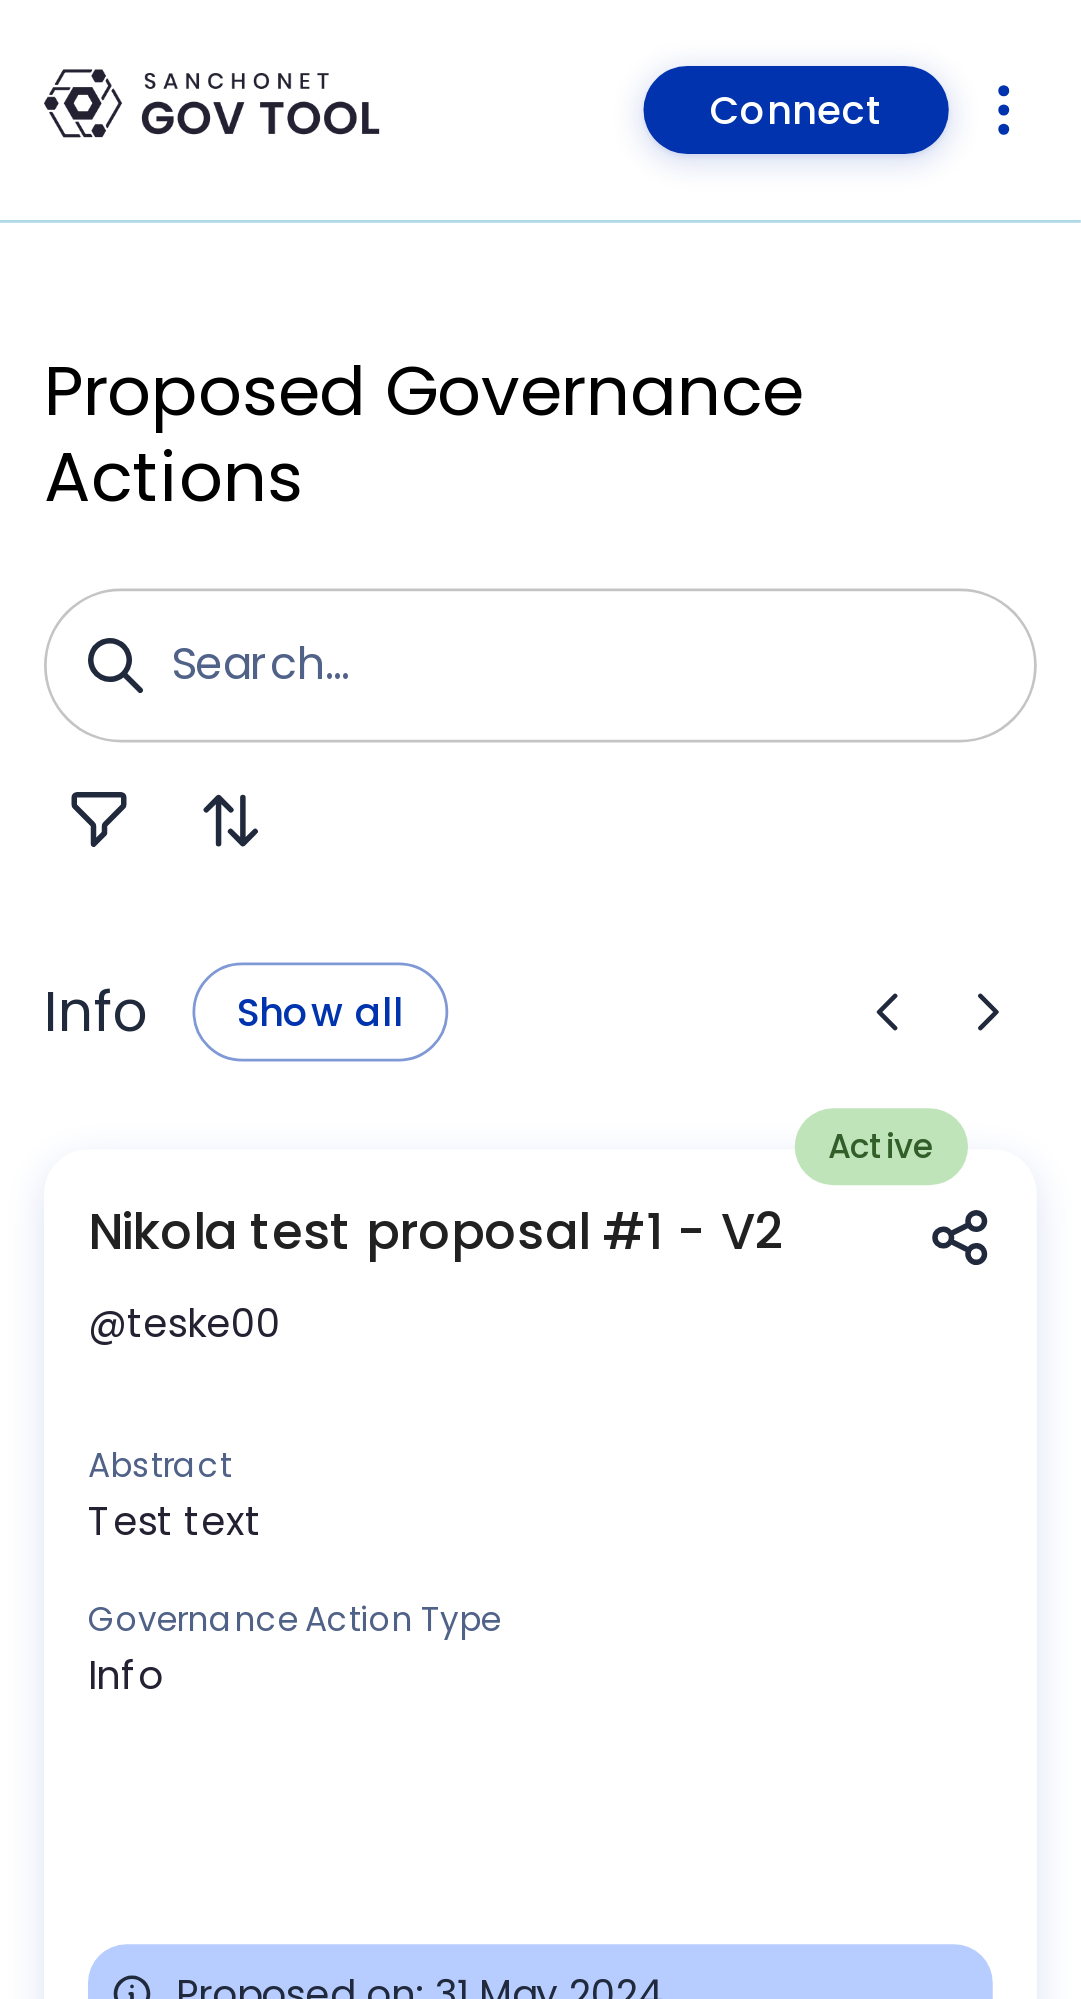 SANCHONET
GOV TOOL
Connect
Proposed Governance
Actions
Search...
Info
Show all
Active
Nikola test proposal #1 - V2
@teske00
Abstract
Test text
Governance Action Type
Info
Proposed on: 31 May 2024